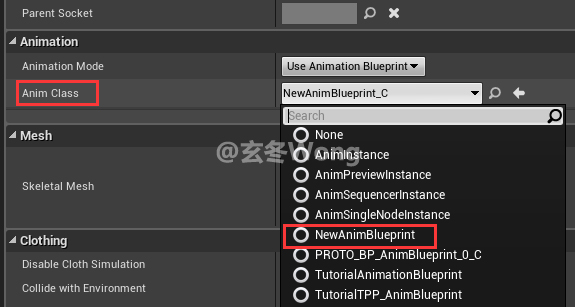 Parent Socket
Animation
Animation Mode
Use Animation Blueprint
Anim Class
NewAnimBlueprint_C
Search
None
AnimInstance
AnimPreviewInstance
AnimSequencerInstance
AnimSingleNodeInstance
NewAnimBlueprint
PROTO_BP_AnimBlueprint_0_C
TutorialAnimationBlueprint
TutorialTPP_AnimBlueprint
Mesh
Skeletal Mesh
Clothing
Disable Cloth Simulation
Collide with Environment
@玄冬Wong